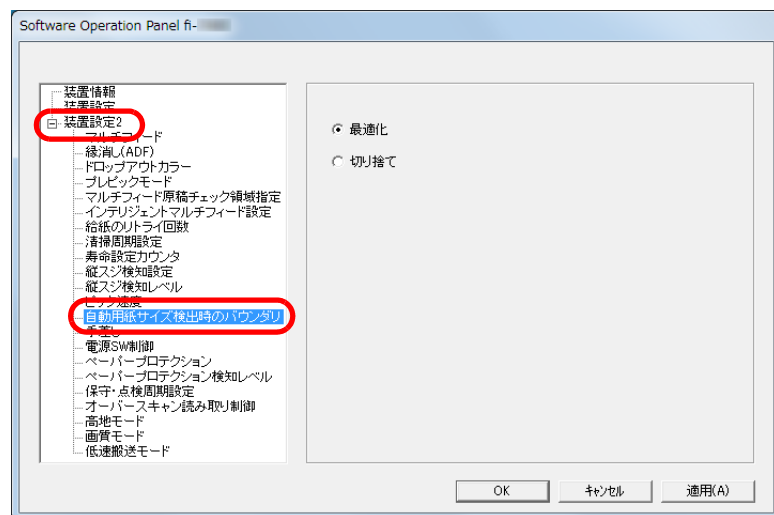 Software Operation Panel fi-
装置情報
装置設定
装置設定2
マルチフィード
縁消し(ADF)
ドロップアウトカラー
プレピックモード
マルチフィード原稿チェック領域指定
インテリジェントマルチフィード設定
給紙のリトライ回数
清掃周期設定
寿命設定カウンタ
縦スジ検知設定
縦スジ検知レベル
ピック速度
自動用紙サイズ検出時のバウンダリ
手差し
電源SW制御
ペーパープロテクション
ペーパープロテクション検知レベル
保守・点検周期設定
オーバースキャン読み取り制御
高地モード
画質モード
低速搬送モード
最適化
切り捨て
OK
キャンセル
適用(A)